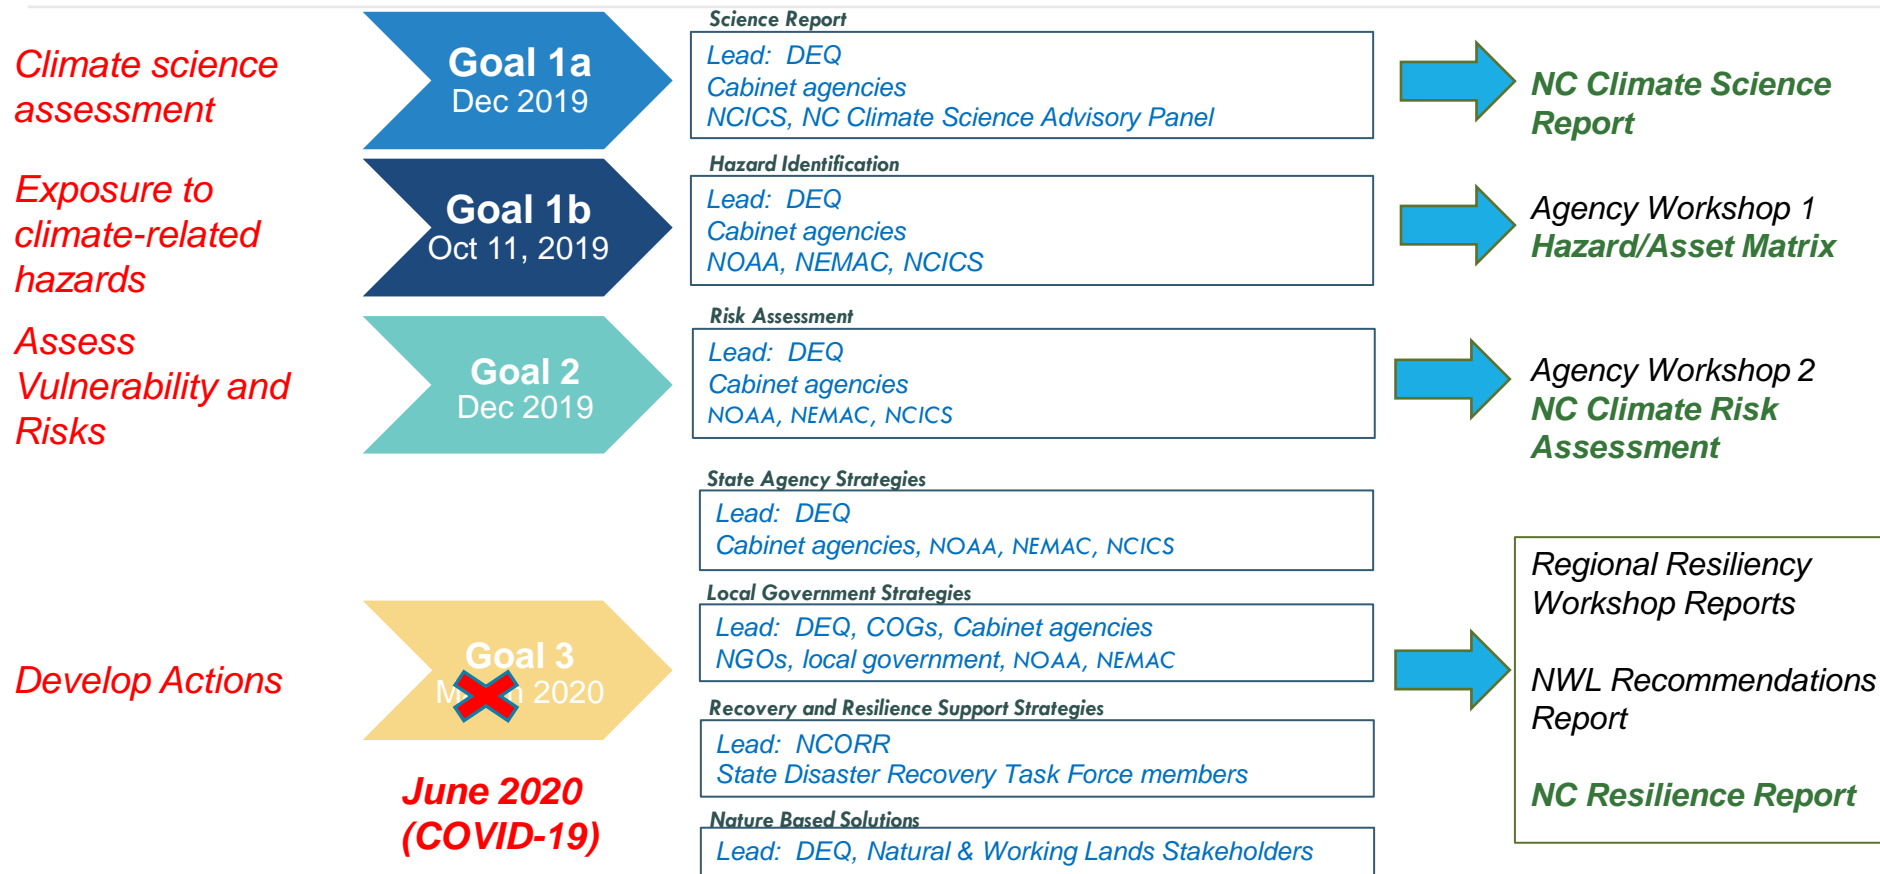 Climate science
assessment
Goal 1a
Dec 2019
Science Report
Lead: DEQ
Cabinet agencies
NCICS, NC Climate Science Advisory Panel
NC Climate Science
Report
Exposure to
climate-related
hazards
Goal 1b
Oct 11, 2019
Hazard Identification
Lead: DEQ
Cabinet agencies
NOAA, NEMAC, NCICS
Agency Workshop 1
Hazard/Asset Matrix
Assess
Vulnerability and
Risks
Goal 2
Dec 2019
Risk Assessment
Lead: DEQ
Cabinet agencies
NOAA, NEMAC, NCICS
Agency Workshop 2
NC Climate Risk
Assessment
Develop Actions
Goal 3
2020
June 2020
(COVID-19)
State Agency Strategies
Lead: DEQ
Cabinet agencies, NOAA, NEMAC, NCICS
Local Government Strategies
Lead: DEQ, COGs, Cabinet agencies
NGOs, local government, NOAA, NEMAC
Recovery and Resilience Support Strategies
Lead: NCORR
State Disaster Recovery Task Force members
Nature Based Solutions
Lead: DEQ, Natural & Working Lands Stakeholders
Regional Resiliency
Workshop Reports
NWL Recommendations
Report
NC Resilience Report